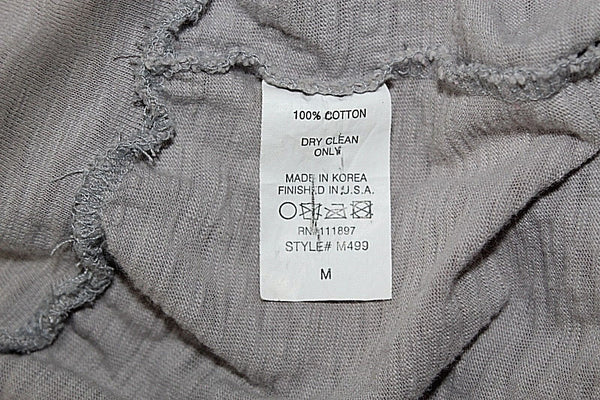 100% COTTON
DRY CLEAN
ONLY
MADE IN KOREA
FINISHED IN U.S.A.
RN#111897
STYLE# M499
M